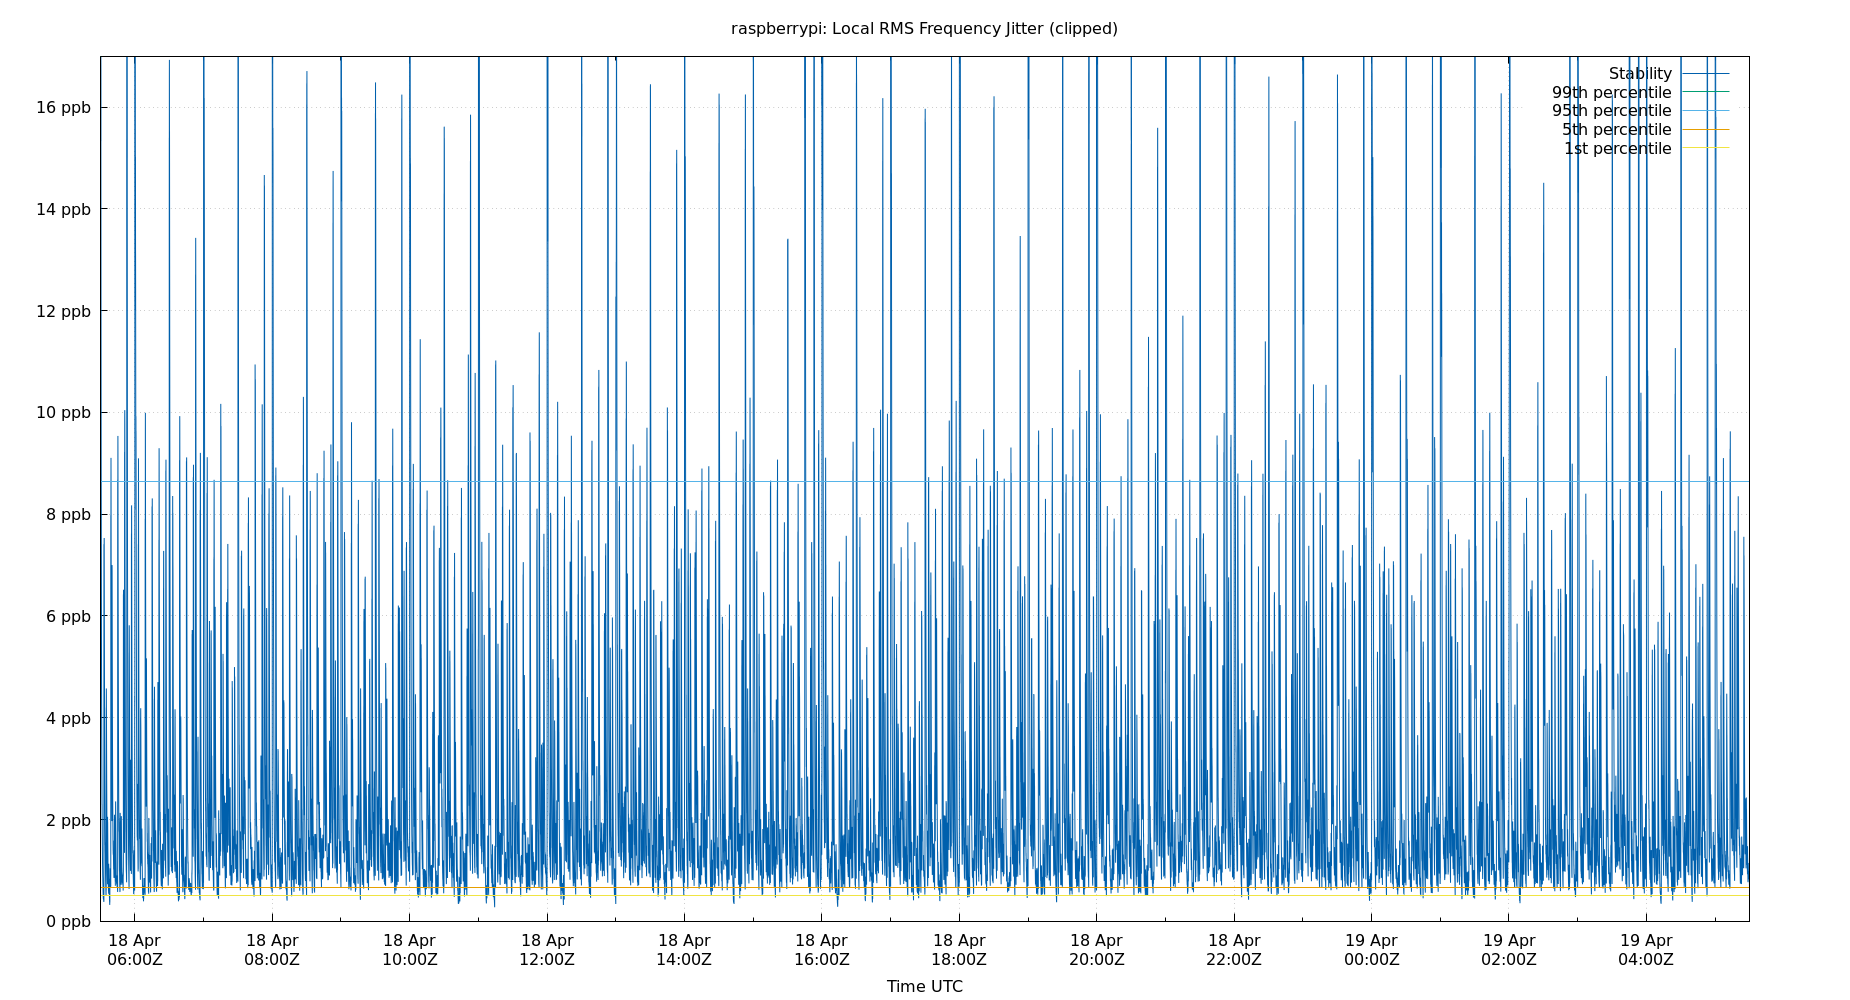 raspberrypi: Local RMS Frequency Jitter (clipped)
Stability
99th percentile
95th percentile
5th percentile
1st percentile
16 ppb
14 ppb
12 ppb
10 ppb
8 ppb
6 ppb
4 ppb
2 ppb
0 ppb
18 Apr 18 Apr 18 Apr 18 Apr 18 Apr 18 Apr 18 Apr 18 Apr 18 Apr 19 Apr 19 Apr 19 Apr
06:00Z 08:00Z 10:00Z 12:00Z 14:00Z 16:00Z 18:00Z 20:00Z 22:00Z 00:00Z 02:00Z 04:00Z
Time UTC